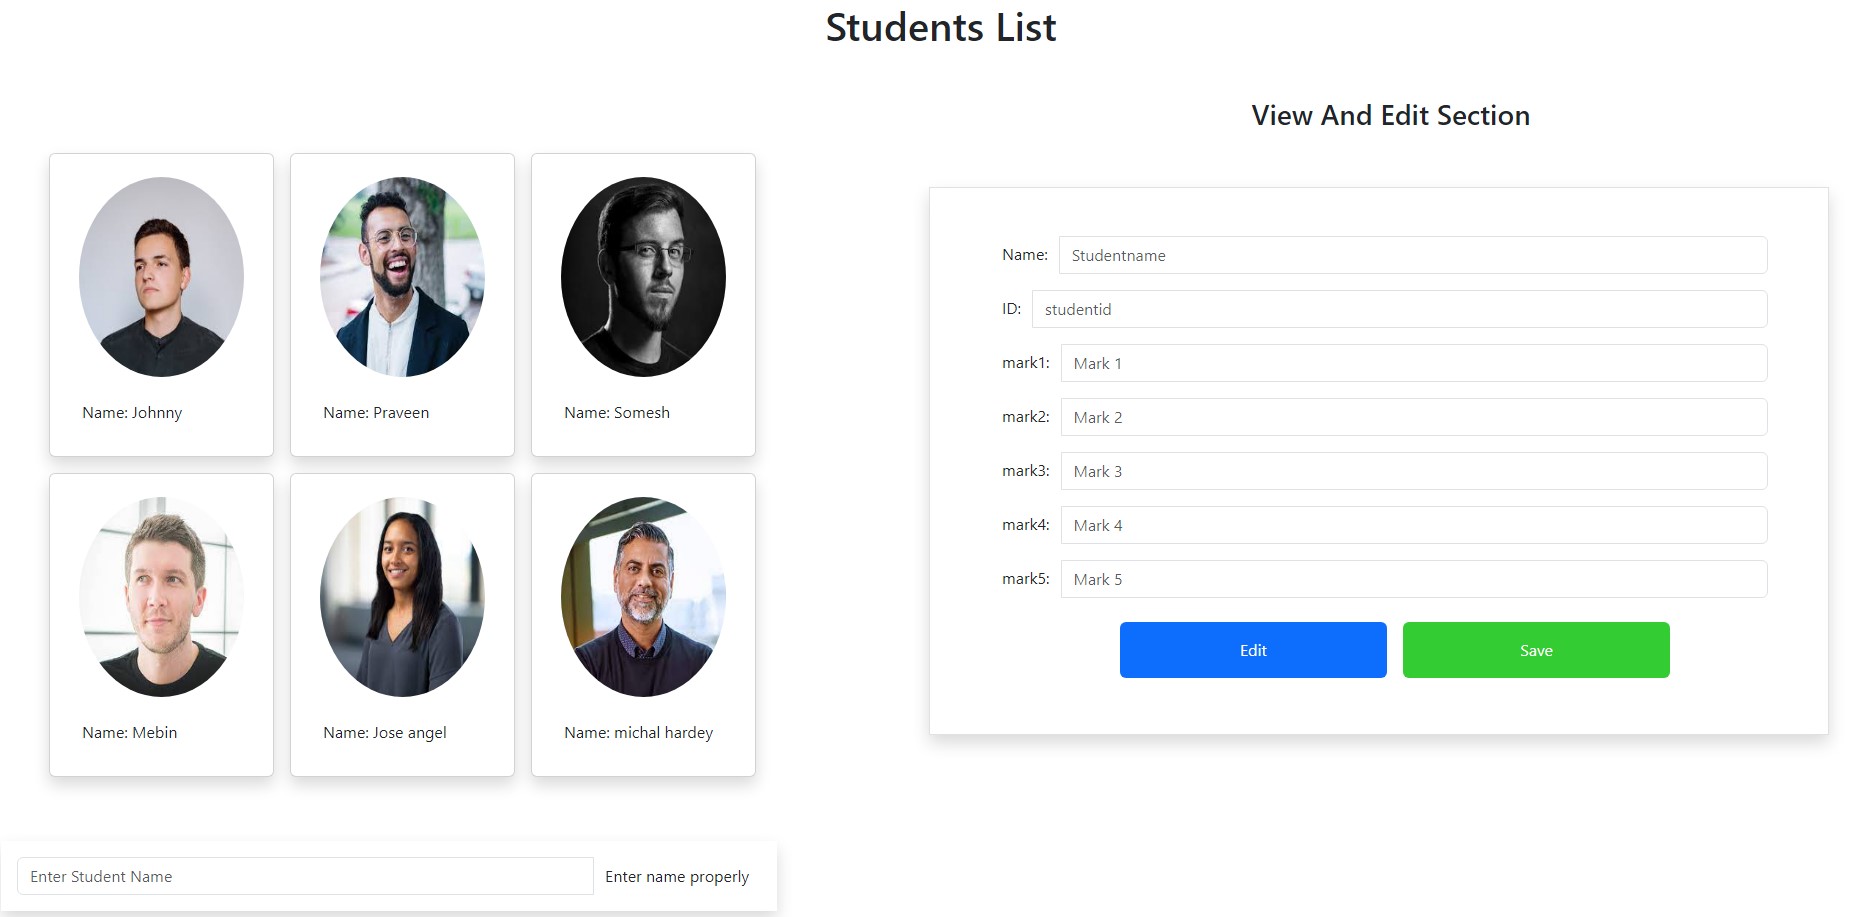 Students List
View And Edit Section
Name: Johnny
Name: Praveen
Name: Somesh
Name: Mebin
Name: Jose angel
Name: michal hardey
Enter Student Name
Enter name properly
Name: Studentname
ID: studentid
mark1: Mark 1
mark2: Mark 2
mark3: Mark 3
mark4: Mark 4
mark5: Mark 5
Edit
Save